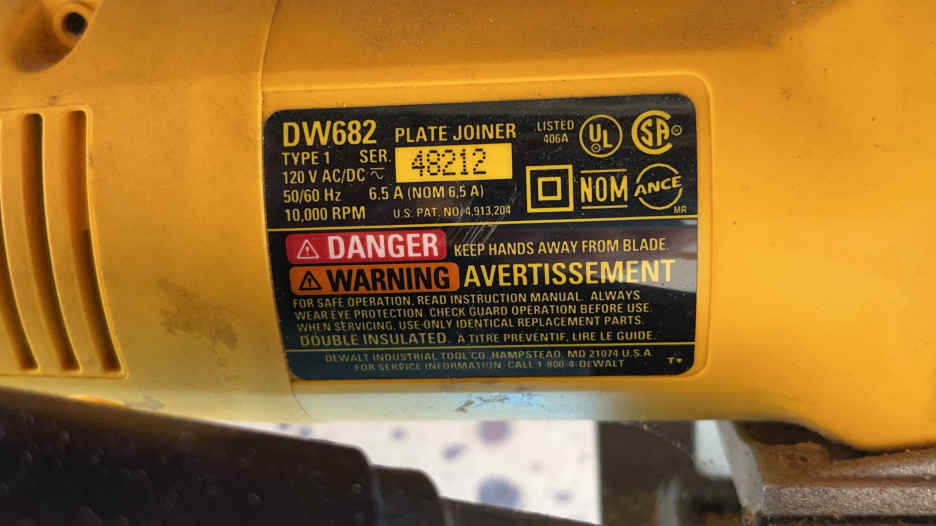 DW682 PLATE JOINER LISTED 406A UL SA
TYPE 1 SER. 48212
120 V AC/DC ⏦
50/60 Hz 6.5 A (NOM 6,5 A) NOM ANCE
10,000 RPM U.S. PAT. NO. 4,913,204 MR
⚠ DANGER KEEP HANDS AWAY FROM BLADE.
⚠ WARNING AVERTISSEMENT
FOR SAFE OPERATION, READ INSTRUCTION MANUAL. ALWAYS
WEAR EYE PROTECTION. CHECK GUARD OPERATION BEFORE USE.
WHEN SERVICING, USE ONLY IDENTICAL REPLACEMENT PARTS.
DOUBLE INSULATED. A TITRE PREVENTIF, LIRE LE GUIDE.
DEWALT INDUSTRIAL TOOL CO., HAMPSTEAD, MD 21074 U.S.A.
FOR SERVICE INFORMATION, CALL 1-800-4-DEWALT